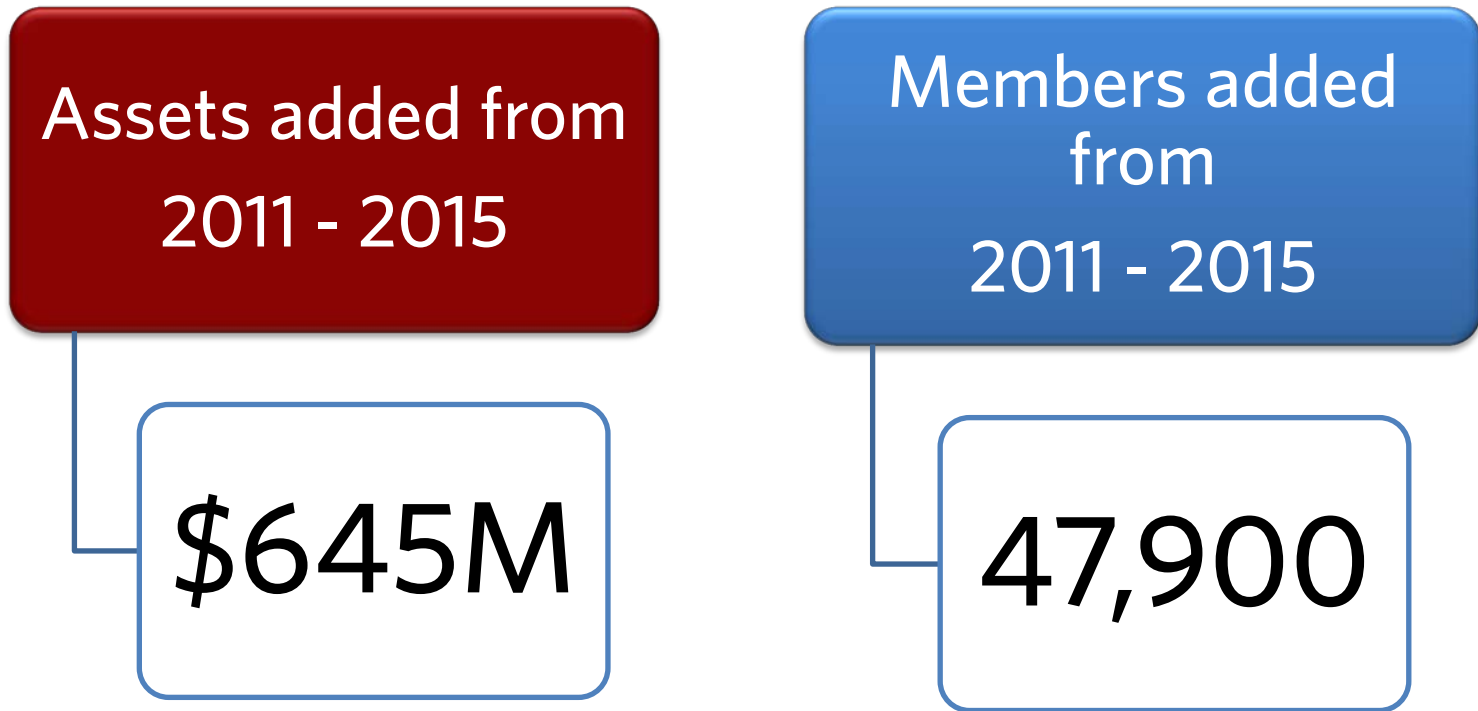 Assets added from
2011 - 2015
$645M
Members added
from
2011 - 2015
47,900